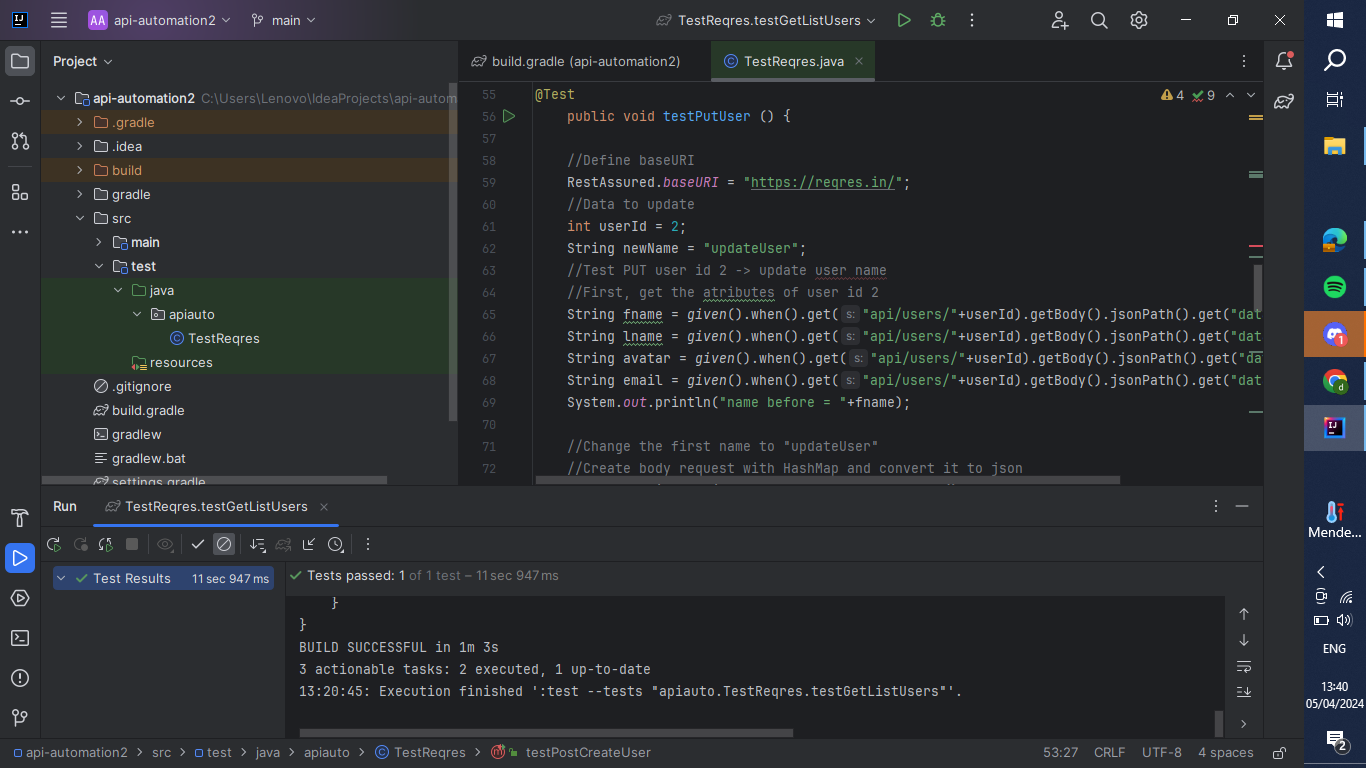 AA api-automation2 main TestReqres.testGetListUsers
Project
build.gradle (api-automation2) TestReqres.java
api-automation2 C:\Users\Lenovo\IdeaProjects\api-autom
.gradle
.idea
build
gradle
src
main
test
java
apiauto
TestReqres
resources
.gitignore
build.gradle
gradlew
gradlew.bat
settings.gradle
4 9
55 @Test
56 public void testPutUser () {
57
58 //Define baseURI
59 RestAssured.baseURI = "https://reqres.in/";
60 //Data to update
61 int userId = 2;
62 String newName = "updateUser";
63 //Test PUT user id 2 -> update user name
64 //First, get the atributes of user id 2
65 String fname = given().when().get( s: "api/users/"+userId).getBody().jsonPath().get("dat
66 String lname = given().when().get( s: "api/users/"+userId).getBody().jsonPath().get("dat
67 String avatar = given().when().get( s: "api/users/"+userId).getBody().jsonPath().get("da
68 String email = given().when().get( s: "api/users/"+userId).getBody().jsonPath().get("dat
69 System.out.println("name before = "+fname);
70
71 //Change the first name to "updateUser"
72 //Create body request with HashMap and convert it to json
Run TestReqres.testGetListUsers
Test Results 11 sec 947 ms
Tests passed: 1 of 1 test – 11 sec 947 ms
}
}
BUILD SUCCESSFUL in 1m 3s
3 actionable tasks: 2 executed, 1 up-to-date
13:20:45: Execution finished ':test --tests "apiauto.TestReqres.testGetListUsers"'.
api-automation2 > src > test > java > apiauto > TestReqres > testPostCreateUser
53:27 CRLF UTF-8 4 spaces
1
Mende...
ENG
13:40
05/04/2024
2